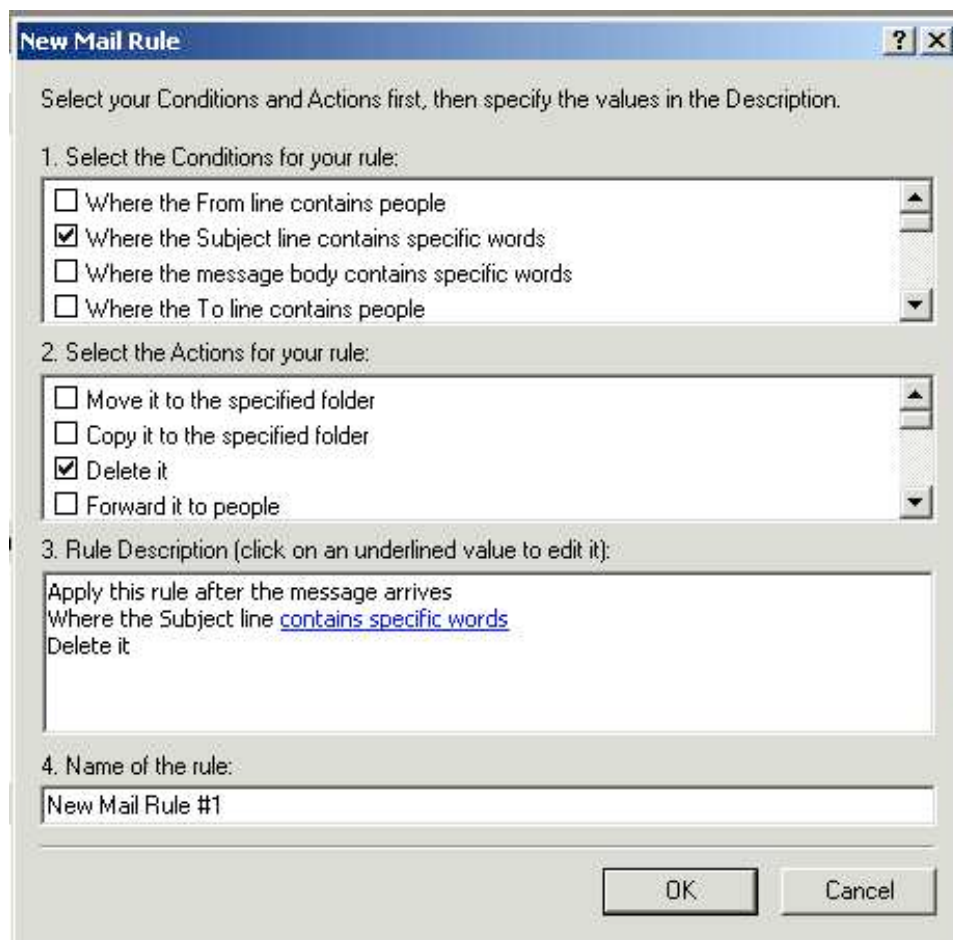 New Mail Rule
Select your Conditions and Actions first, then specify the values in the Description.
1. Select the Conditions for your rule:
Where the From line contains people
Where the Subject line contains specific words
Where the message body contains specific words
Where the To line contains people
2. Select the Actions for your rule:
Move it to the specified folder
Copy it to the specified folder
Delete it
Forward it to people
3. Rule Description (click on an underlined value to edit it):
Apply this rule after the message arrives
Where the Subject line contains specific words
Delete it
4. Name of the rule:
New Mail Rule #1
OK Cancel